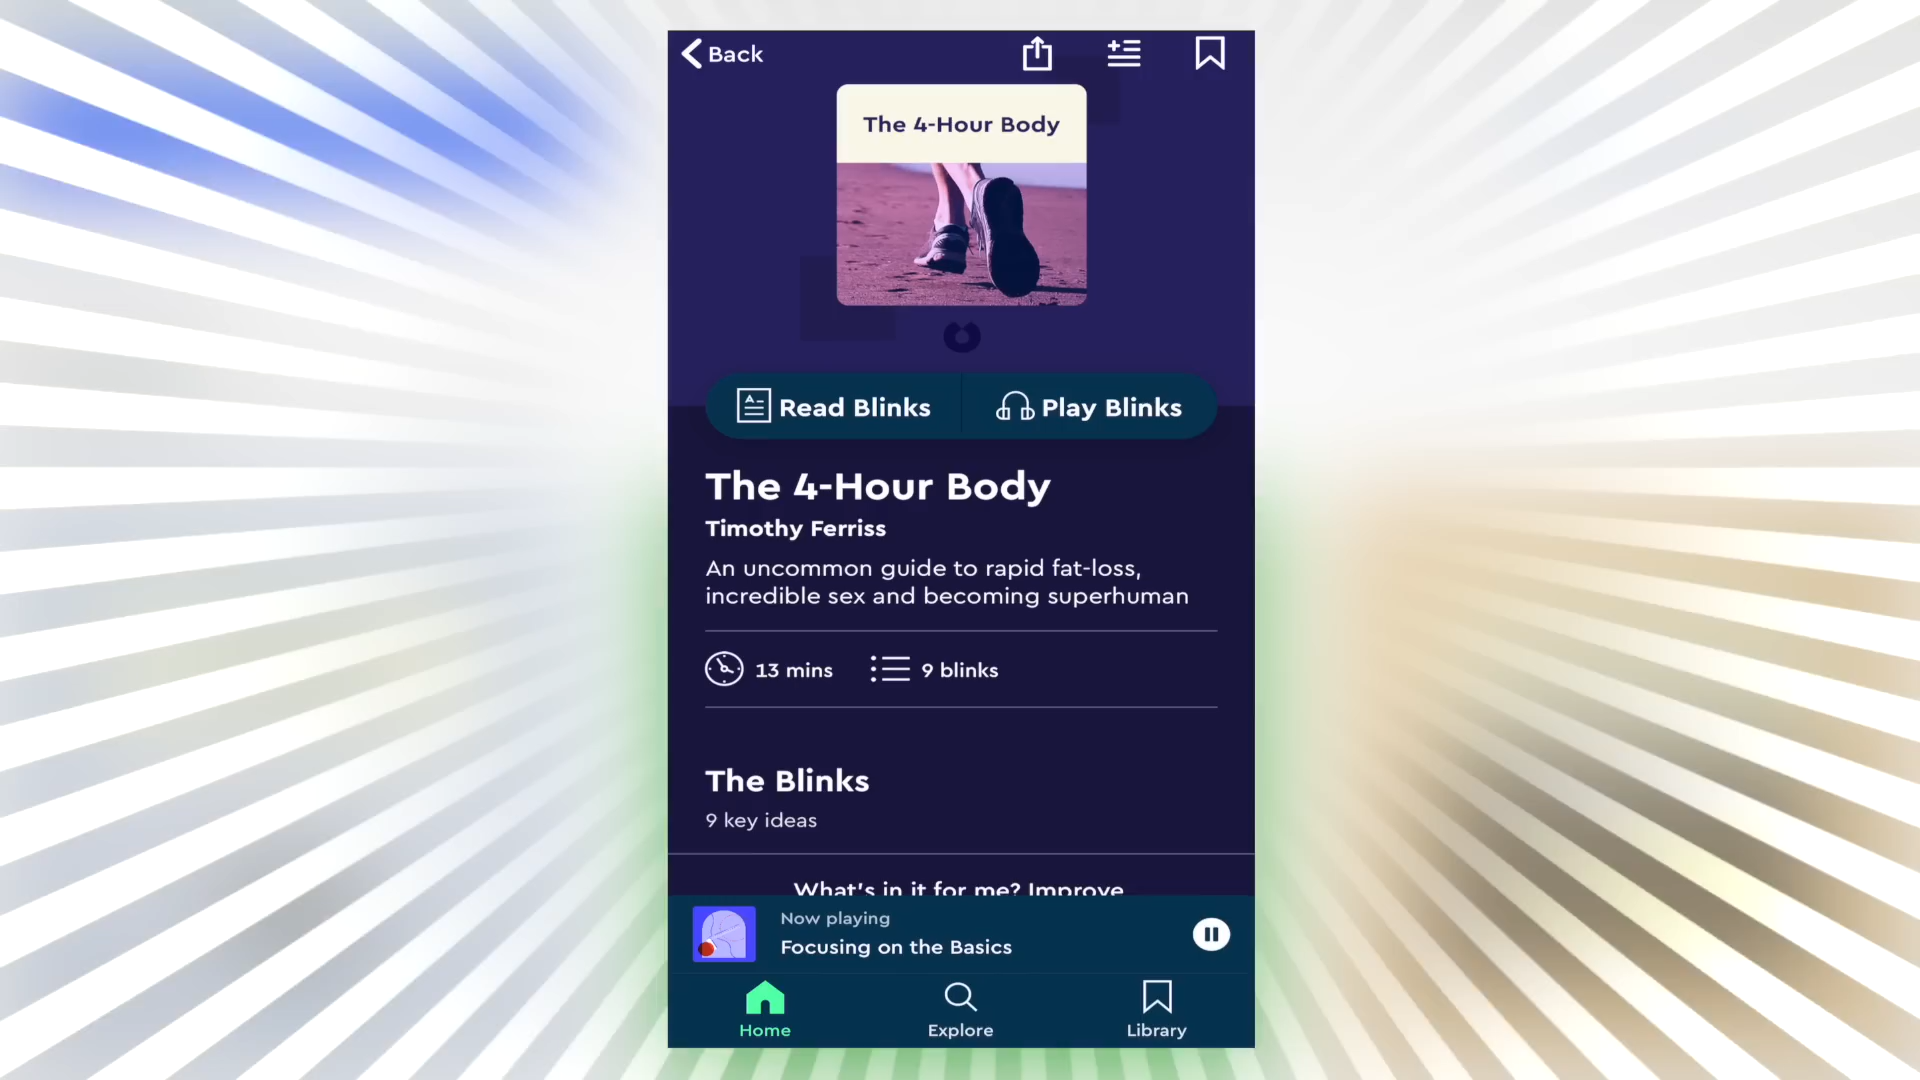 Back
The 4-Hour Body
Read Blinks
Play Blinks
The 4-Hour Body
Timothy Ferriss
An uncommon guide to rapid fat-loss,
incredible sex and becoming superhuman
13 mins
9 blinks
The Blinks
9 key ideas
What's in it for me? Improve
Now playing
Focusing on the Basics
Home
Explore
Library